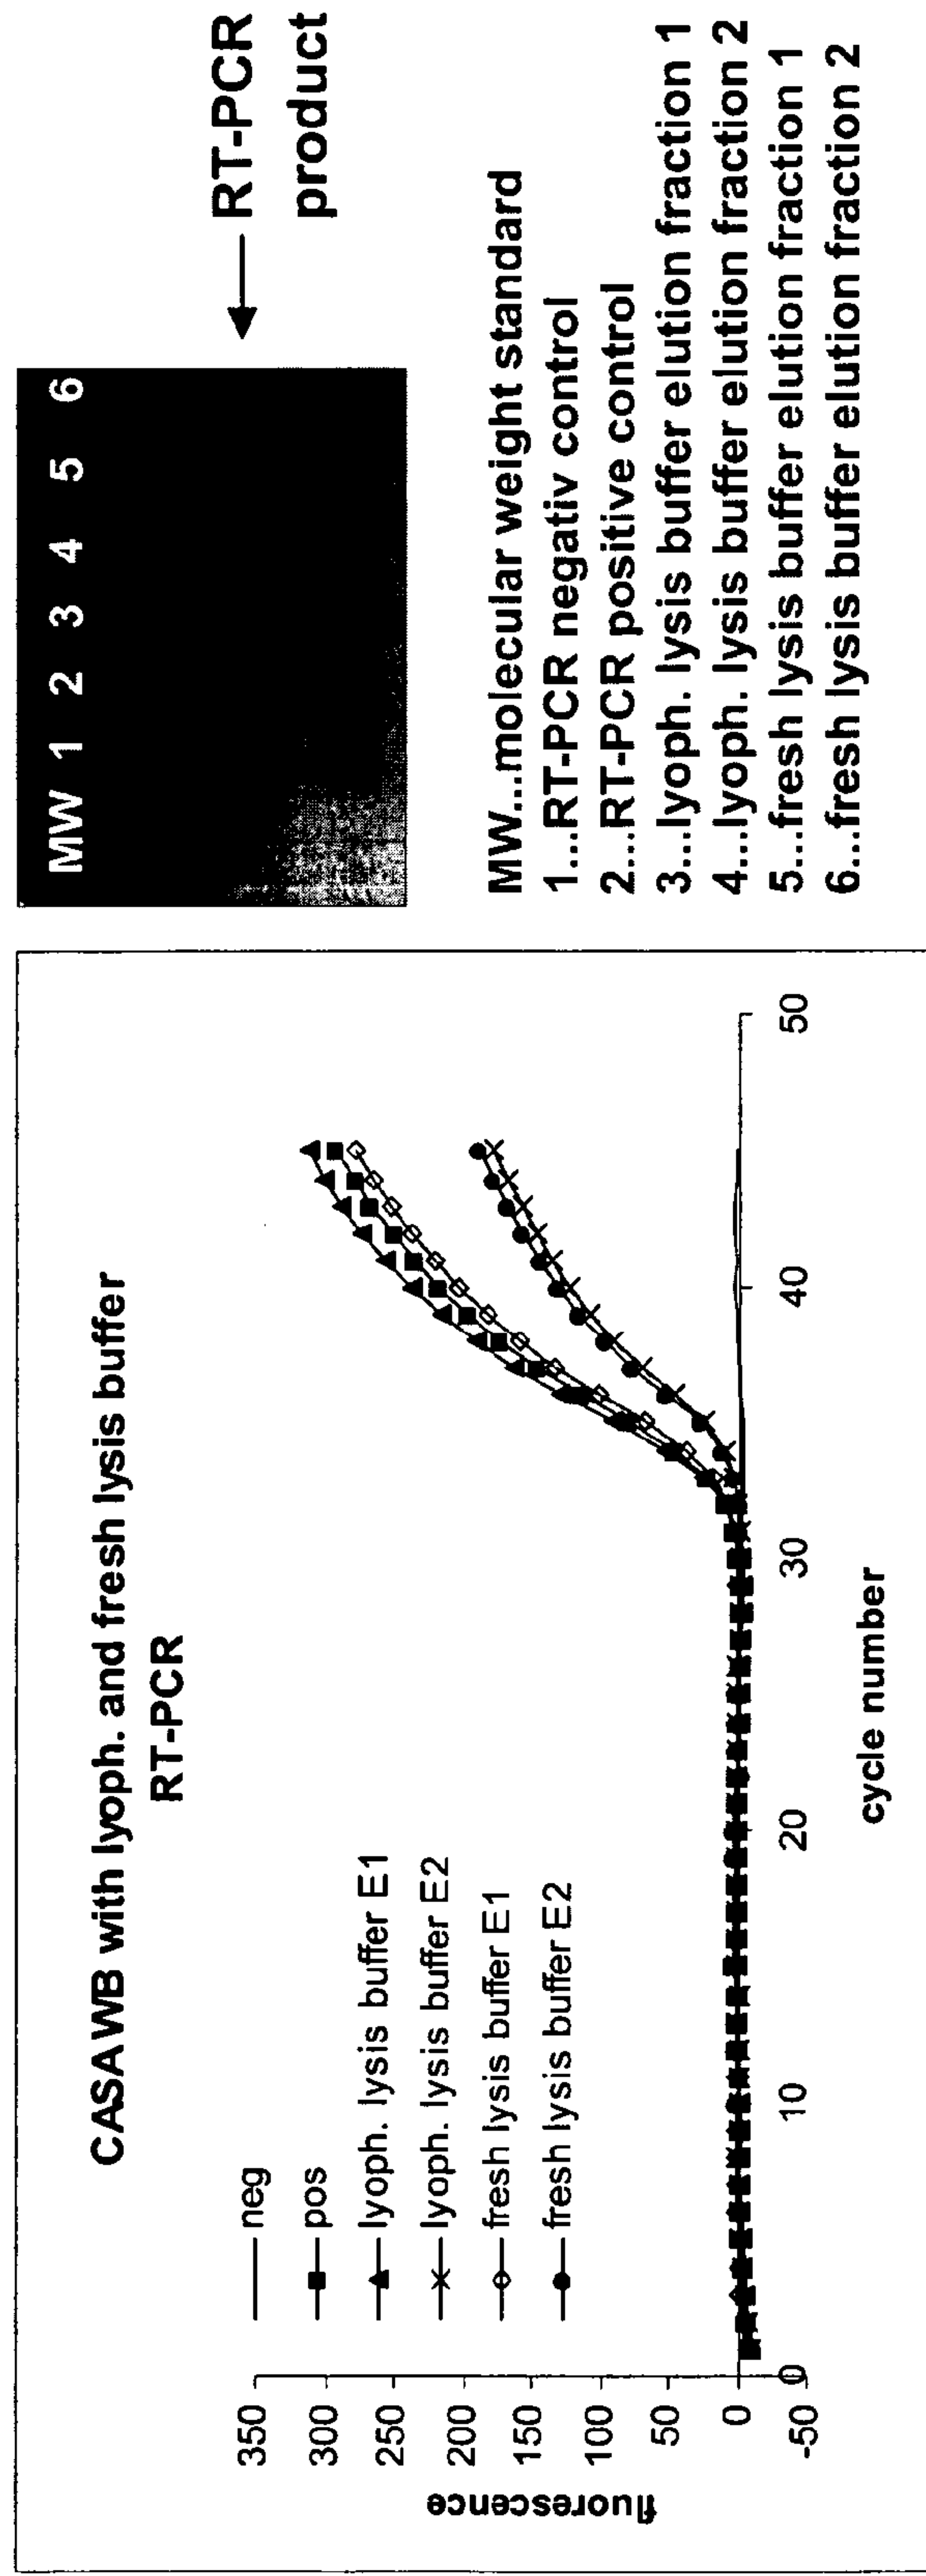 CASA WB with lyoph. and fresh lysis buffer
RT-PCR
neg
pos
lyoph. lysis buffer E1
lyoph. lysis buffer E2
fresh lysis buffer E1
fresh lysis buffer E2
350
300
250
200
150
100
50
0
-50
fluorescence
0
10
20
30
40
50
cycle number
MW 1 2 3 4 5 6
RT-PCR
product
MW...molecular weight standard
1....RT-PCR negativ control
2....RT-PCR positive control
3....lyoph. lysis buffer elution fraction 1
4....lyoph. lysis buffer elution fraction 2
5....fresh lysis buffer elution fraction 1
6....fresh lysis buffer elution fraction 2